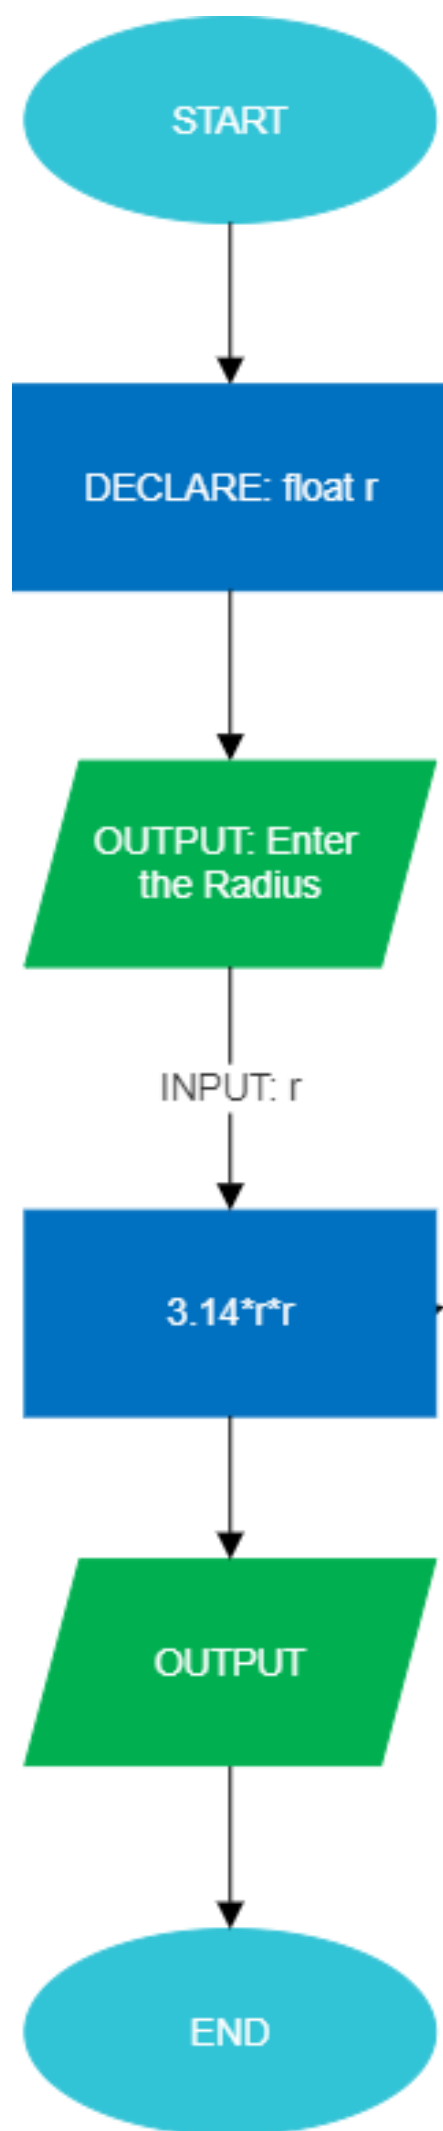 START
DECLARE: float r
OUTPUT: Enter
the Radius
INPUT: r
3.14*r*r
OUTPUT
END